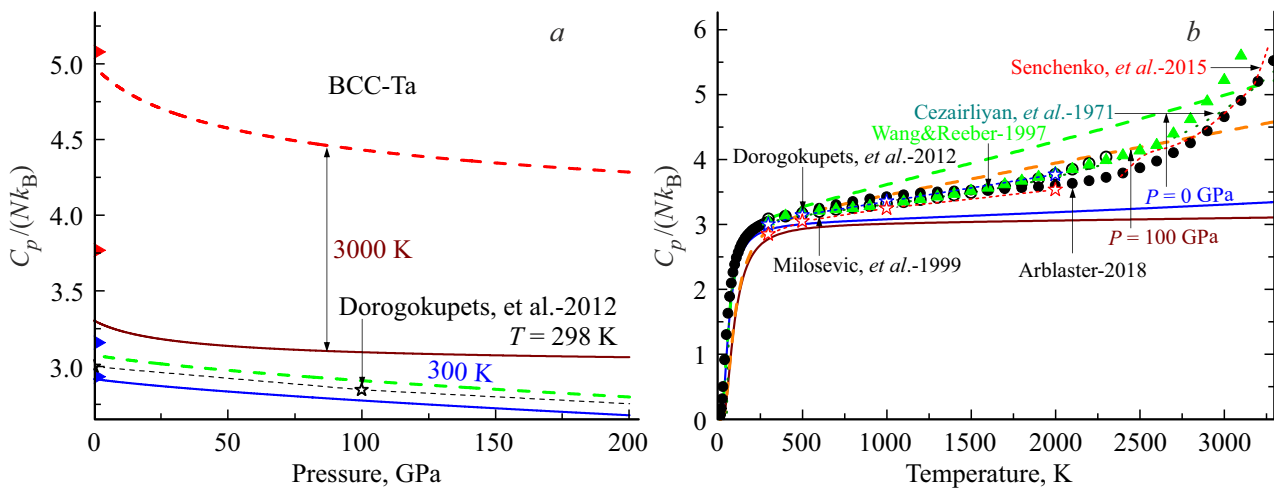 a
BCC-Ta
3000 K
Dorogokupets, et al.-2012
T = 298 K
300 K
5.0
4.5
4.0
3.5
3.0
C_p/(Nk_B)
0
50
100
150
200
Pressure, GPa
b
Senchenko, et al.-2015
Cezairliyan, et al.-1971
Wang&Reeber-1997
Dorogokupets, et al.-2012
P = 0 GPa
P = 100 GPa
Milosevic, et al.-1999
Arblaster-2018
6
5
4
3
2
1
0
C_p/(Nk_B)
0
500
1000
1500
2000
2500
3000
Temperature, K